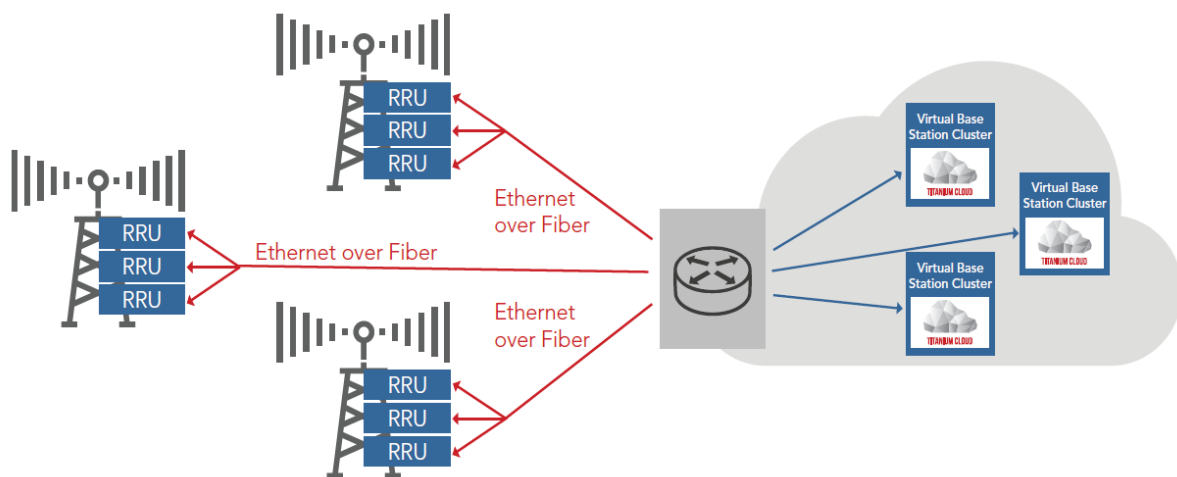 RRU
RRU
RRU
Ethernet
over Fiber
RRU
RRU
RRU
Ethernet over Fiber
Ethernet
over Fiber
RRU
RRU
RRU
Virtual Base
Station Cluster
TITANIUM CLOUD
Virtual Base
Station Cluster
TITANIUM CLOUD
Virtual Base
Station Cluster
TITANIUM CLOUD